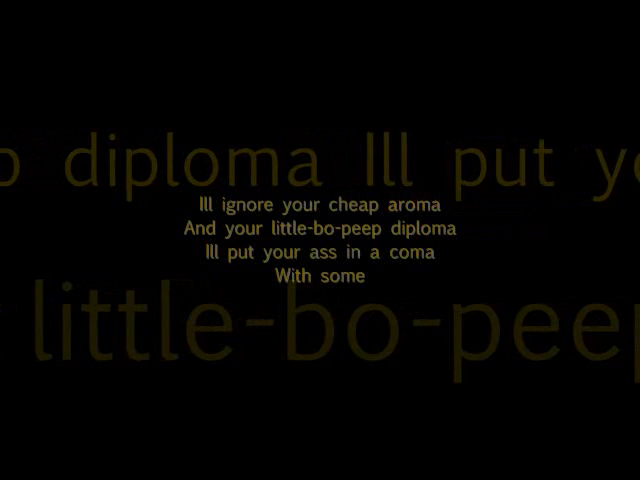 p diploma Ill put yo
Ill ignore your cheap aroma
And your little-bo-peep diploma
Ill put your ass in a coma
With some
little-bo-peep